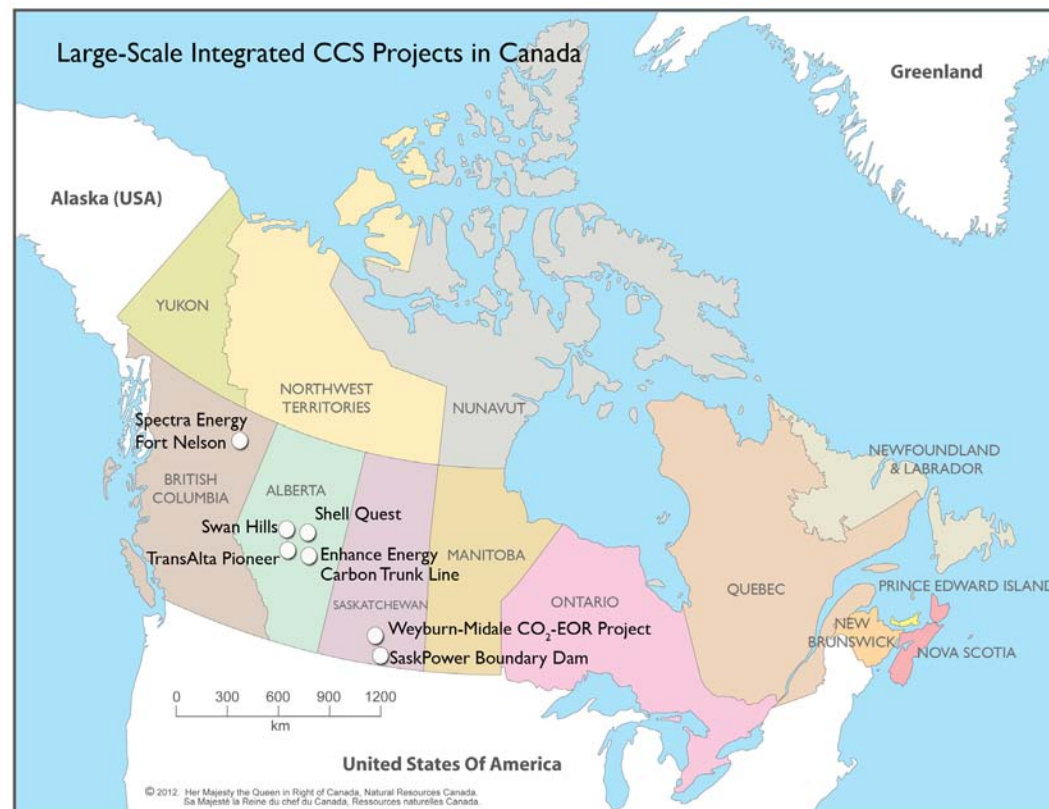 Large-Scale Integrated CCS Projects in Canada
Greenland
Alaska (USA)
YUKON
NORTHWEST
TERRITORIES
NUNAVUT
Spectra Energy
Fort Nelson
BRITISH
COLUMBIA
ALBERTA
NEWFOUNDLAND
& LABRADOR
Swan Hills
Shell Quest
TransAlta Pioneer
Enhance Energy
Carbon Trunk Line
MANITOBA
SASKATCHEWAN
ONTARIO
QUEBEC
PRINCE EDWARD ISLAND
NEW
BRUNSWICK
NOVA SCOTIA
Weyburn-Midale CO₂-EOR Project
SaskPower Boundary Dam
0 300 600 900 1200
km
United States Of America
© 2012. Her Majesty the Queen in Right of Canada, Natural Resources Canada.
Sa Majesté la Reine du chef du Canada, Ressources naturelles Canada.